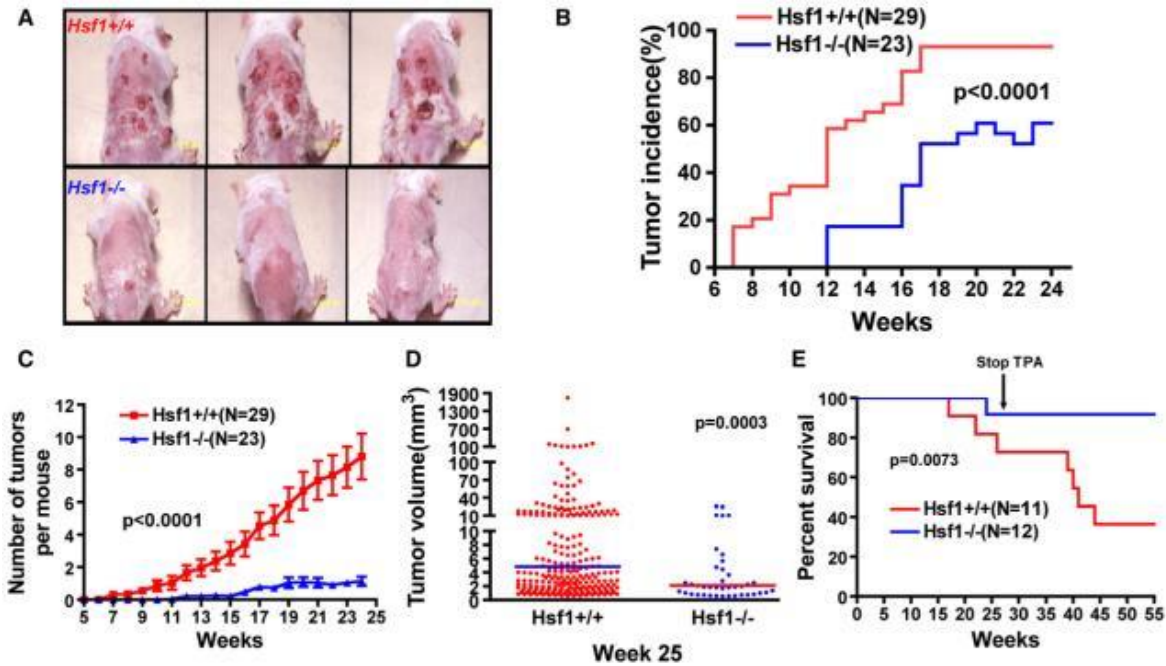 A
Hsf1+/+
Hsf1-/-
B
Hsf1+/+(N=29)
Hsf1-/-(N=23)
Tumor incidence(%)
100
80
60
40
20
0
p<0.0001
6 8 10 12 14 16 18 20 22 24
Weeks
C
Number of tumors
per mouse
12
10
8
6
4
2
0
Hsf1+/+(N=29)
Hsf1-/-(N=23)
p<0.0001
5 7 9 11 13 15 17 19 21 23 25
Weeks
D
Tumor volume(mm³)
1900
1300
700
100
100
70
40
10
10
8
6
4
2
0
p=0.0003
Hsf1+/+ Hsf1-/-
Week 25
E
Stop TPA
Percent survival
100
80
60
40
20
0
p=0.0073
Hsf1+/+(N=11)
Hsf1-/-(N=12)
0 5 10 15 20 25 30 35 40 45 50 55
Weeks